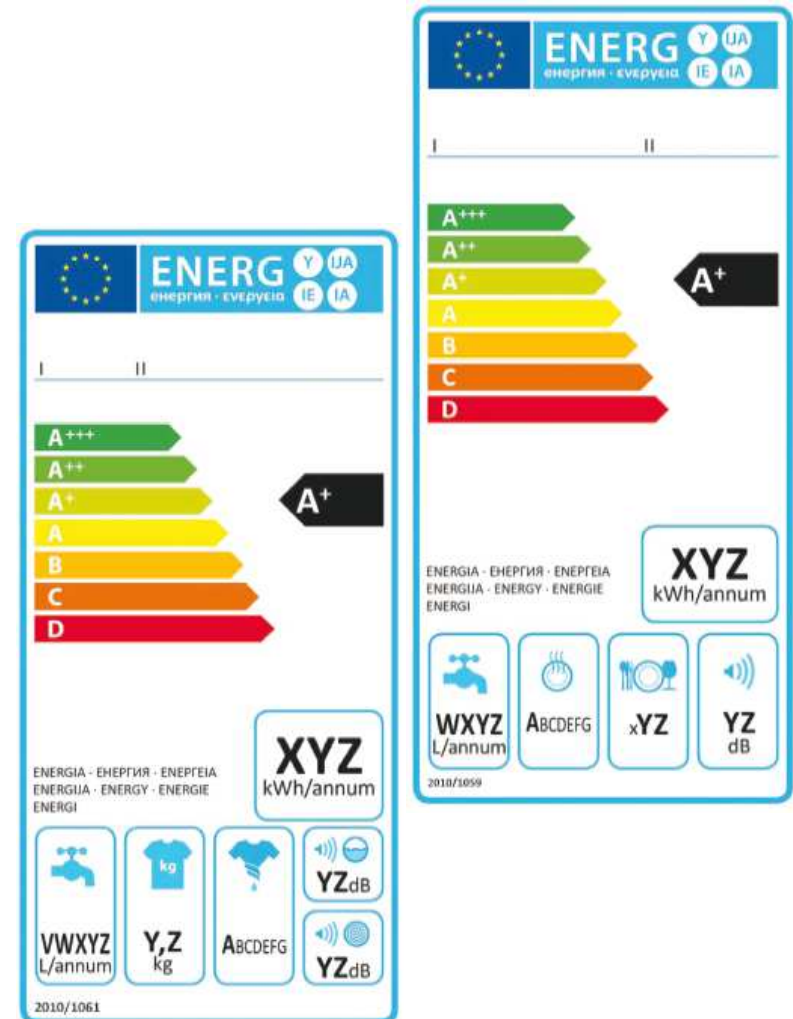 ENERG Y IJA
енергия · ενεργεια IE IA
I II
A+++
A++
A+
A
B
C
D
A+
XYZ
kWh/annum
ENERGIA · ЕНЕРГИЯ · ΕΝΕΡΓΕΙΑ
ENERGIJA · ENERGY · ENERGIE
ENERGI
VWXYZ
L/annum
kg
Y,Z
kg
ABCDEFG
YZdB
YZdB
2010/1061
ENERG Y IJA
енергия · ενεργεια IE IA
I II
A+++
A++
A+
A
B
C
D
A+
XYZ
kWh/annum
ENERGIA · ЕНЕРГИЯ · ΕΝΕΡΓΕΙΑ
ENERGIJA · ENERGY · ENERGIE
ENERGI
WXYZ
L/annum
ABCDEFG
xYZ
YZ
dB
2010/1059